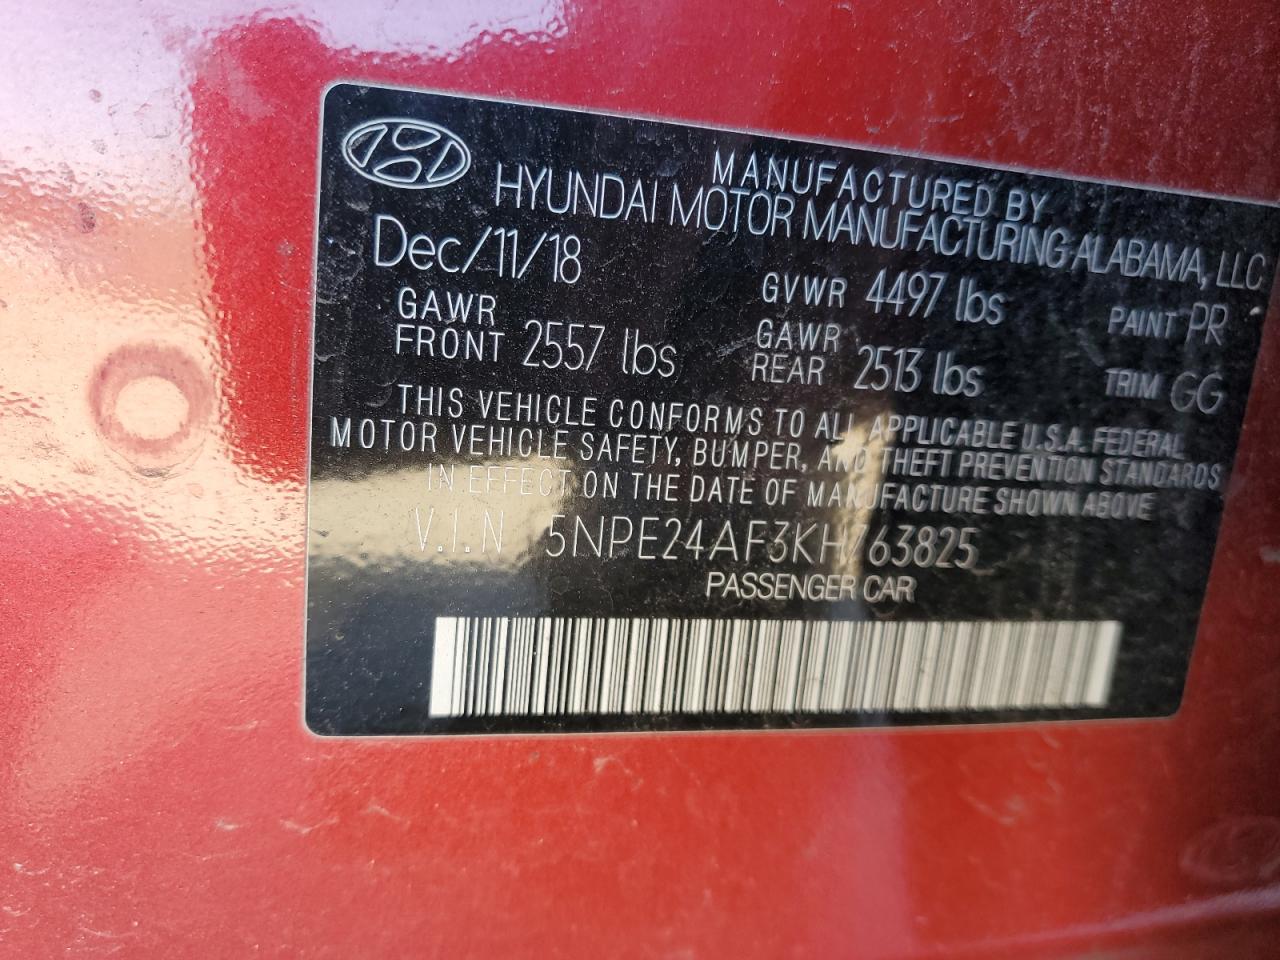 MANUFACTURED BY
HYUNDAI MOTOR MANUFACTURING ALABAMA, LLC
Dec/11/18 GVWR 4497 lbs PAINT PR
GAWR FRONT 2557 lbs GAWR REAR 2513 lbs TRIM GG
THIS VEHICLE CONFORMS TO ALL APPLICABLE U.S.A. FEDERAL
MOTOR VEHICLE SAFETY, BUMPER, AND THEFT PREVENTION STANDARDS
IN EFFECT ON THE DATE OF MANUFACTURE SHOWN ABOVE
V.I.N 5NPE24AF3KH763825
PASSENGER CAR